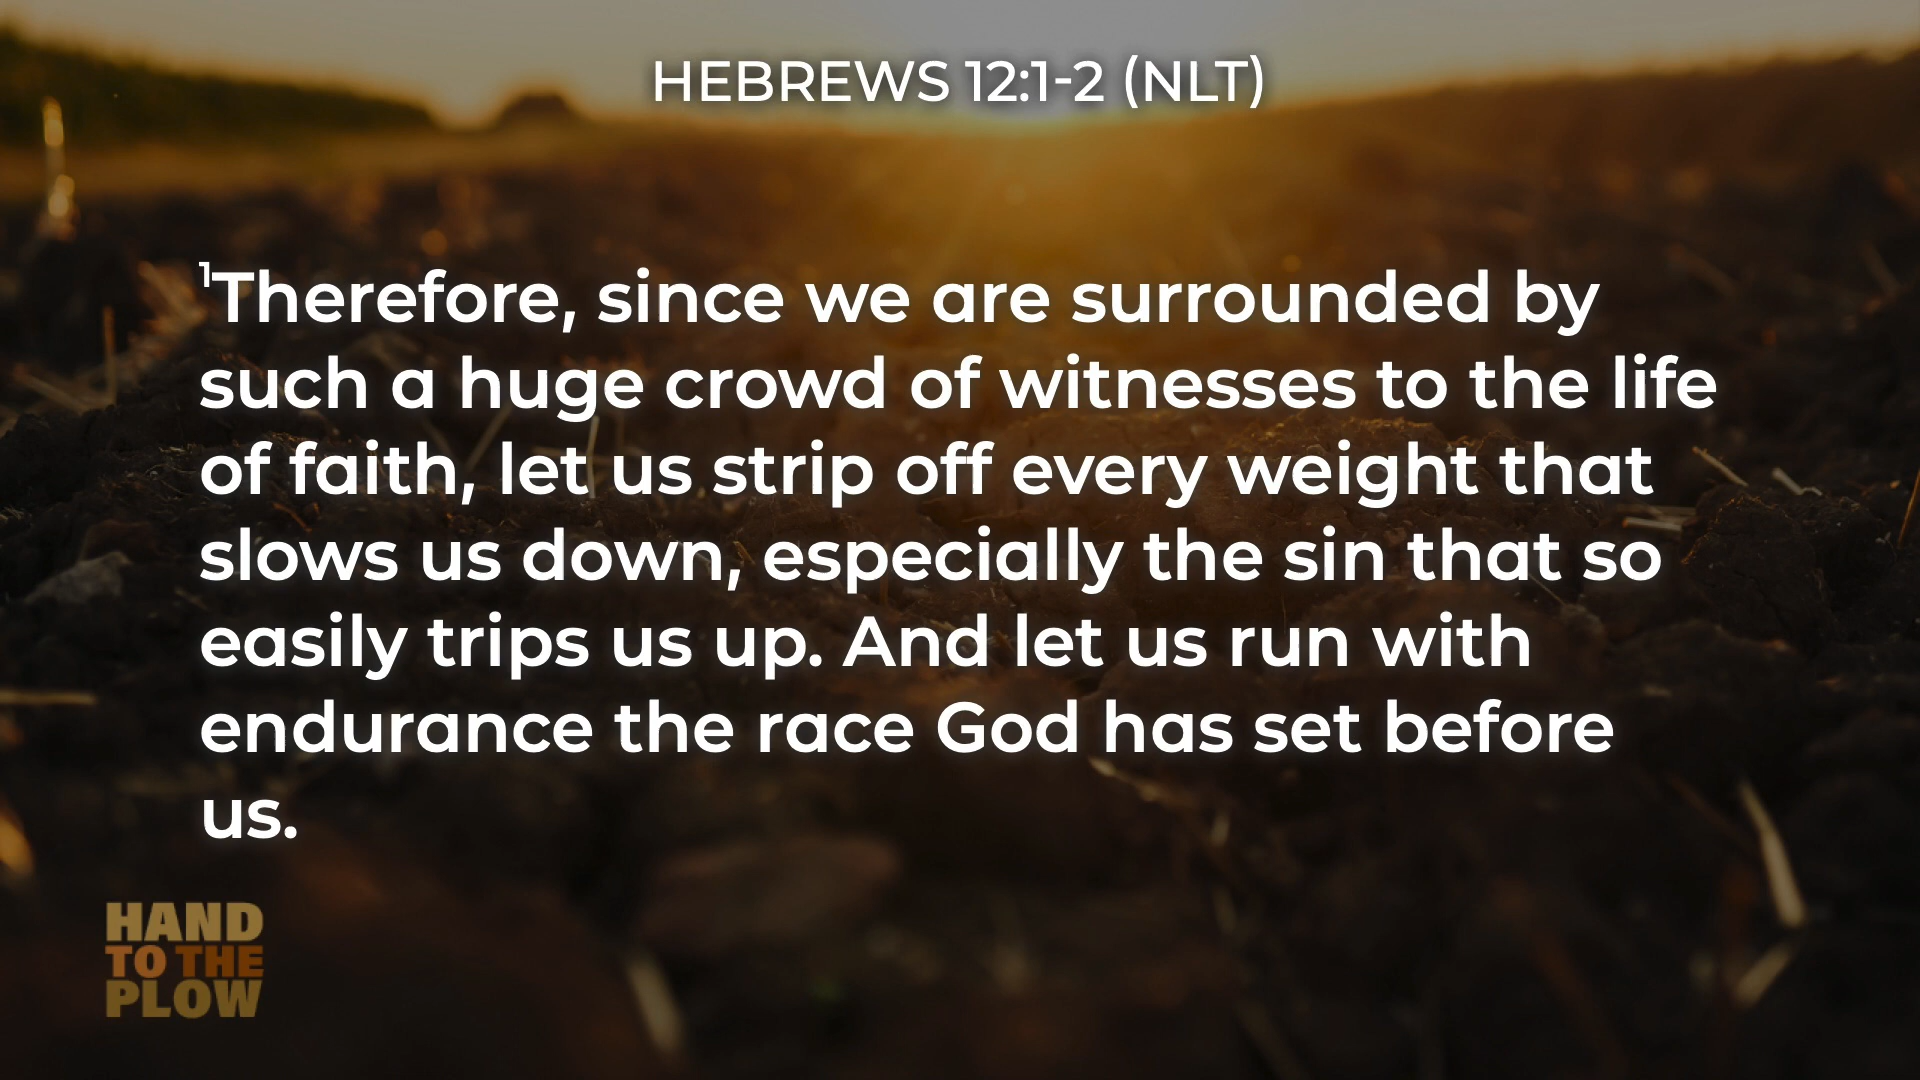 HEBREWS 12:1-2 (NLT)
¹Therefore, since we are surrounded by
such a huge crowd of witnesses to the life
of faith, let us strip off every weight that
slows us down, especially the sin that so
easily trips us up. And let us run with
endurance the race God has set before
us.
HAND
TO THE
PLOW